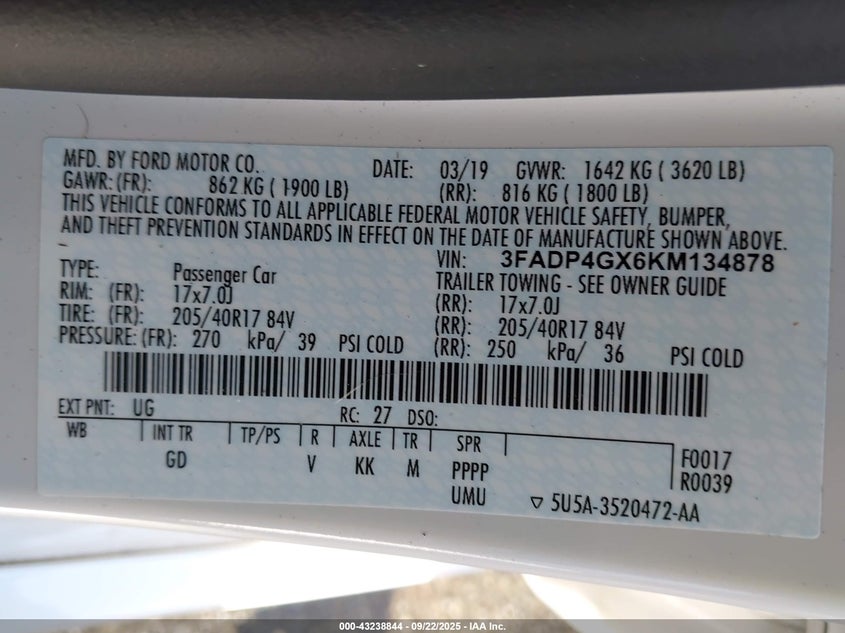 MFD. BY FORD MOTOR CO. DATE: 03/19 GVWR: 1642 KG ( 3620 LB)
GAWR: (FR): 862 KG ( 1900 LB) (RR): 816 KG ( 1800 LB)
THIS VEHICLE CONFORMS TO ALL APPLICABLE FEDERAL MOTOR VEHICLE SAFETY, BUMPER,
AND THEFT PREVENTION STANDARDS IN EFFECT ON THE DATE OF MANUFACTURE SHOWN ABOVE.
VIN: 3FADP4GX6KM134878
TYPE: Passenger Car TRAILER TOWING - SEE OWNER GUIDE
RIM: (FR): 17x7.0J (RR): 17x7.0J
TIRE: (FR): 205/40R17 84V (RR): 205/40R17 84V
PRESSURE: (FR): 270 kPa/ 39 PSI COLD (RR): 250 kPa/ 36 PSI COLD
EXT PNT: UG RC: 27 DSO:
WB INT TR TP/PS R AXLE TR SPR F0017
GD V KK M PPPP R0039
UMU ▽ 5U5A-3520472-AA
000-43238844 - 09/22/2025 - IAA Inc.